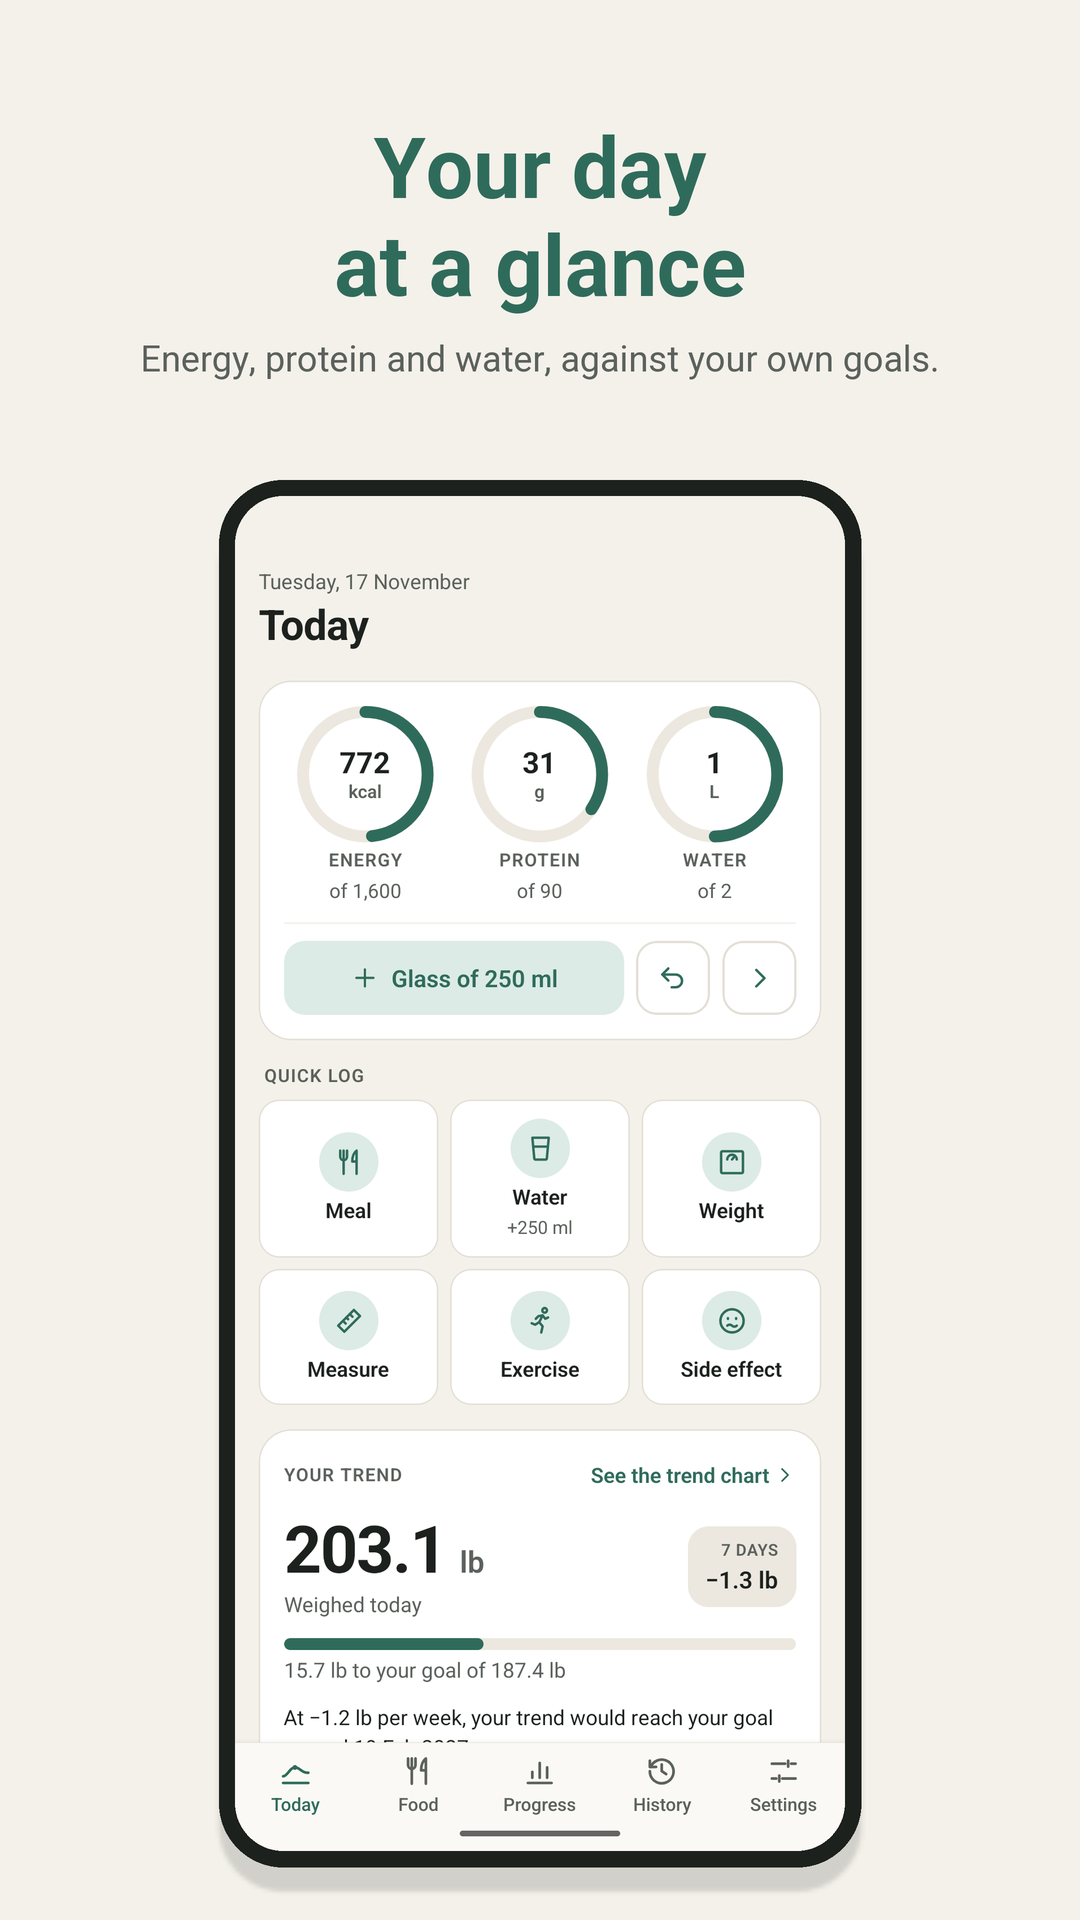 Your day
at a glance
Energy, protein and water, against your own goals.
Tuesday, 17 November
Today
772
kcal
ENERGY
of 1,600
31
g
PROTEIN
of 90
1
L
WATER
of 2
Glass of 250 ml
QUICK LOG
Meal
Water
+250 ml
Weight
Measure
Exercise
Side effect
YOUR TREND
See the trend chart
203.1 lb
7 DAYS
−1.3 lb
Weighed today
15.7 lb to your goal of 187.4 lb
At −1.2 lb per week, your trend would reach your goal
Today
Food
Progress
History
Settings